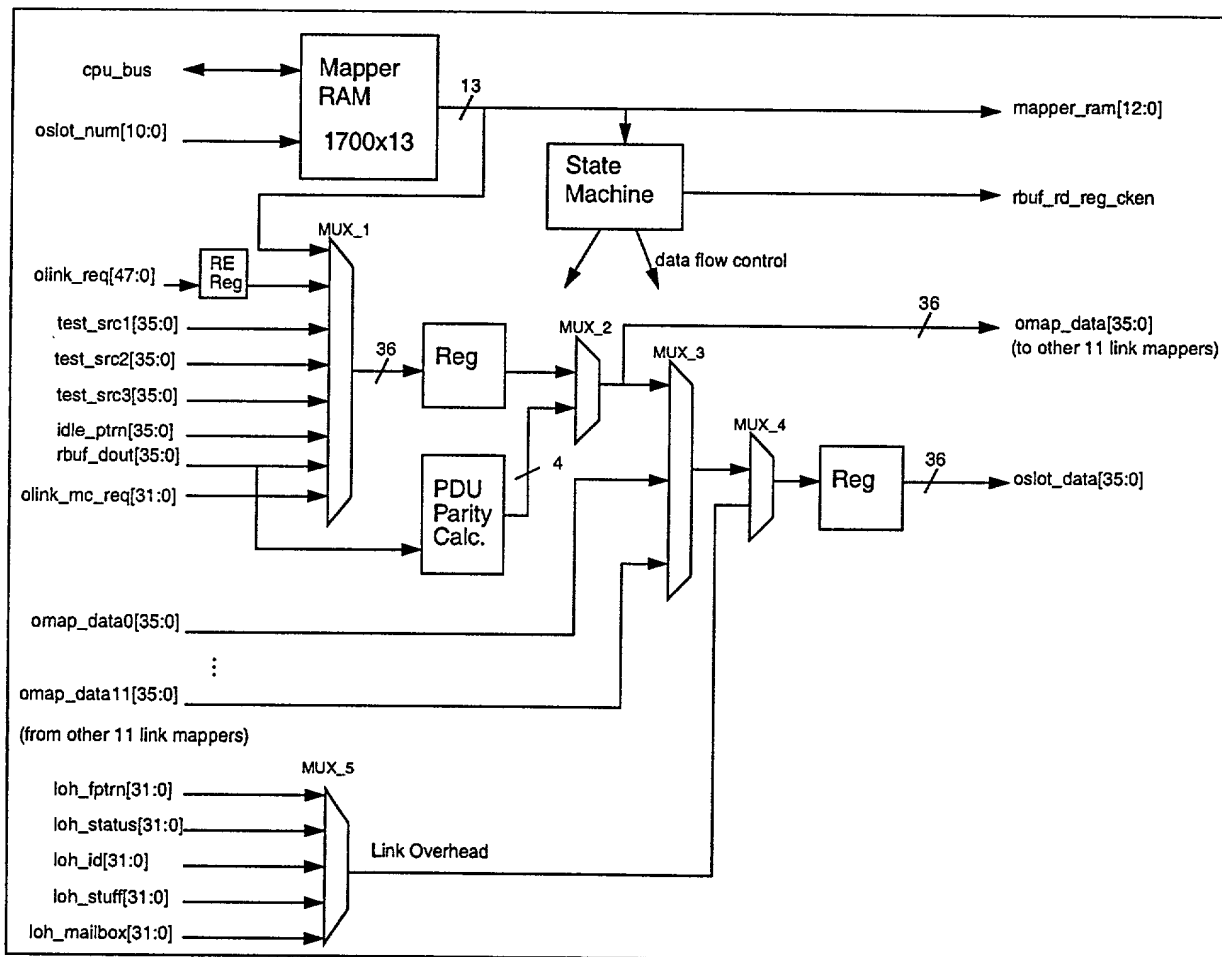 cpu_bus
oslot_num[10:0]
Mapper
RAM
1700x13
13
mapper_ram[12:0]
State
Machine
rbuf_rd_reg_cken
data flow control
MUX_1
olink_req[47:0]
RE
Reg
test_src1[35:0]
test_src2[35:0]
test_src3[35:0]
idle_ptrn[35:0]
rbuf_dout[35:0]
olink_mc_req[31:0]
36
Reg
MUX_2
36
omap_data[35:0]
(to other 11 link mappers)
MUX_3
PDU
Parity
Calc.
4
MUX_4
Reg
36
oslot_data[35:0]
omap_data0[35:0]
⋮
omap_data11[35:0]
(from other 11 link mappers)
MUX_5
loh_fptrn[31:0]
loh_status[31:0]
loh_id[31:0]
loh_stuff[31:0]
loh_mailbox[31:0]
Link Overhead